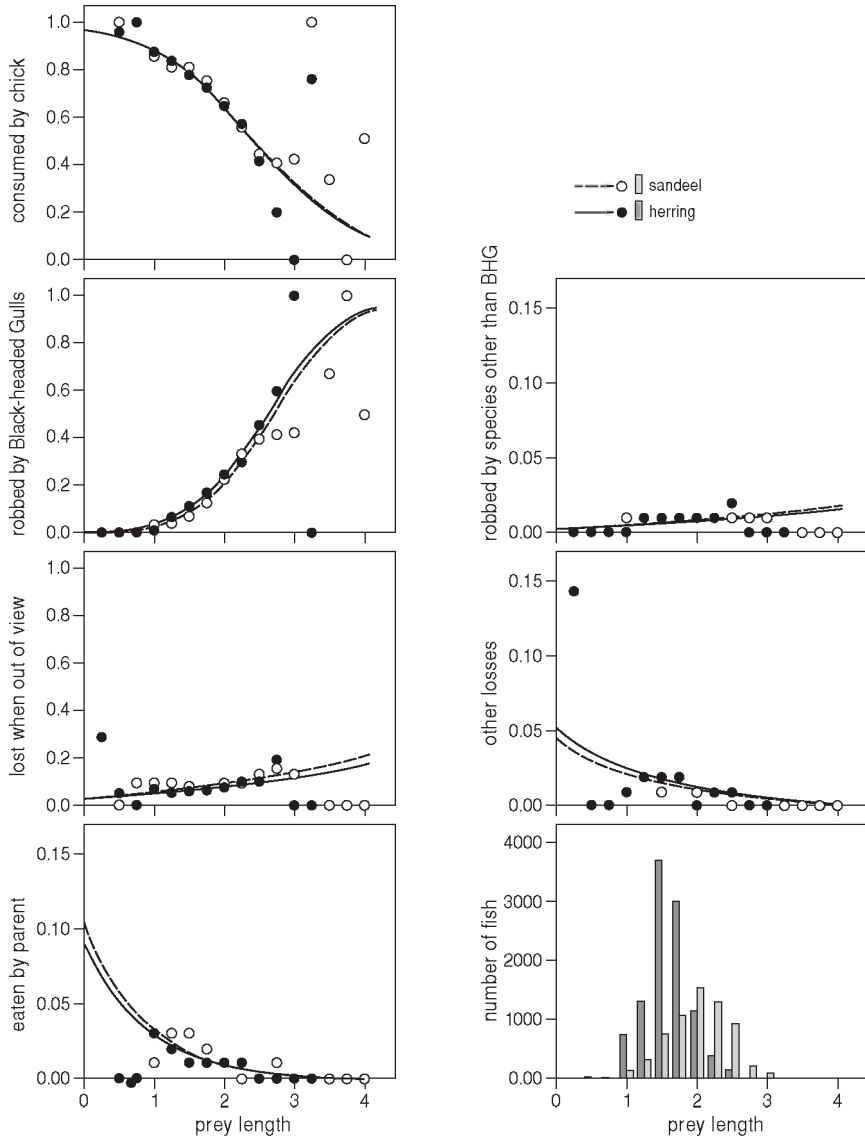 consumed by chick
1.0
0.8
0.6
0.4
0.2
0.0
sandeel
herring
robbed by Black-headed Gulls
1.0
0.8
0.6
0.4
0.2
0.0
robbed by species other than BHG
0.15
0.10
0.05
0.00
lost when out of view
1.0
0.8
0.6
0.4
0.2
0.0
other losses
0.15
0.10
0.05
0.00
eaten by parent
0.15
0.10
0.05
0.00
0 1 2 3 4
prey length
number of fish
4000
3000
2000
1000
0.00
0 1 2 3 4
prey length